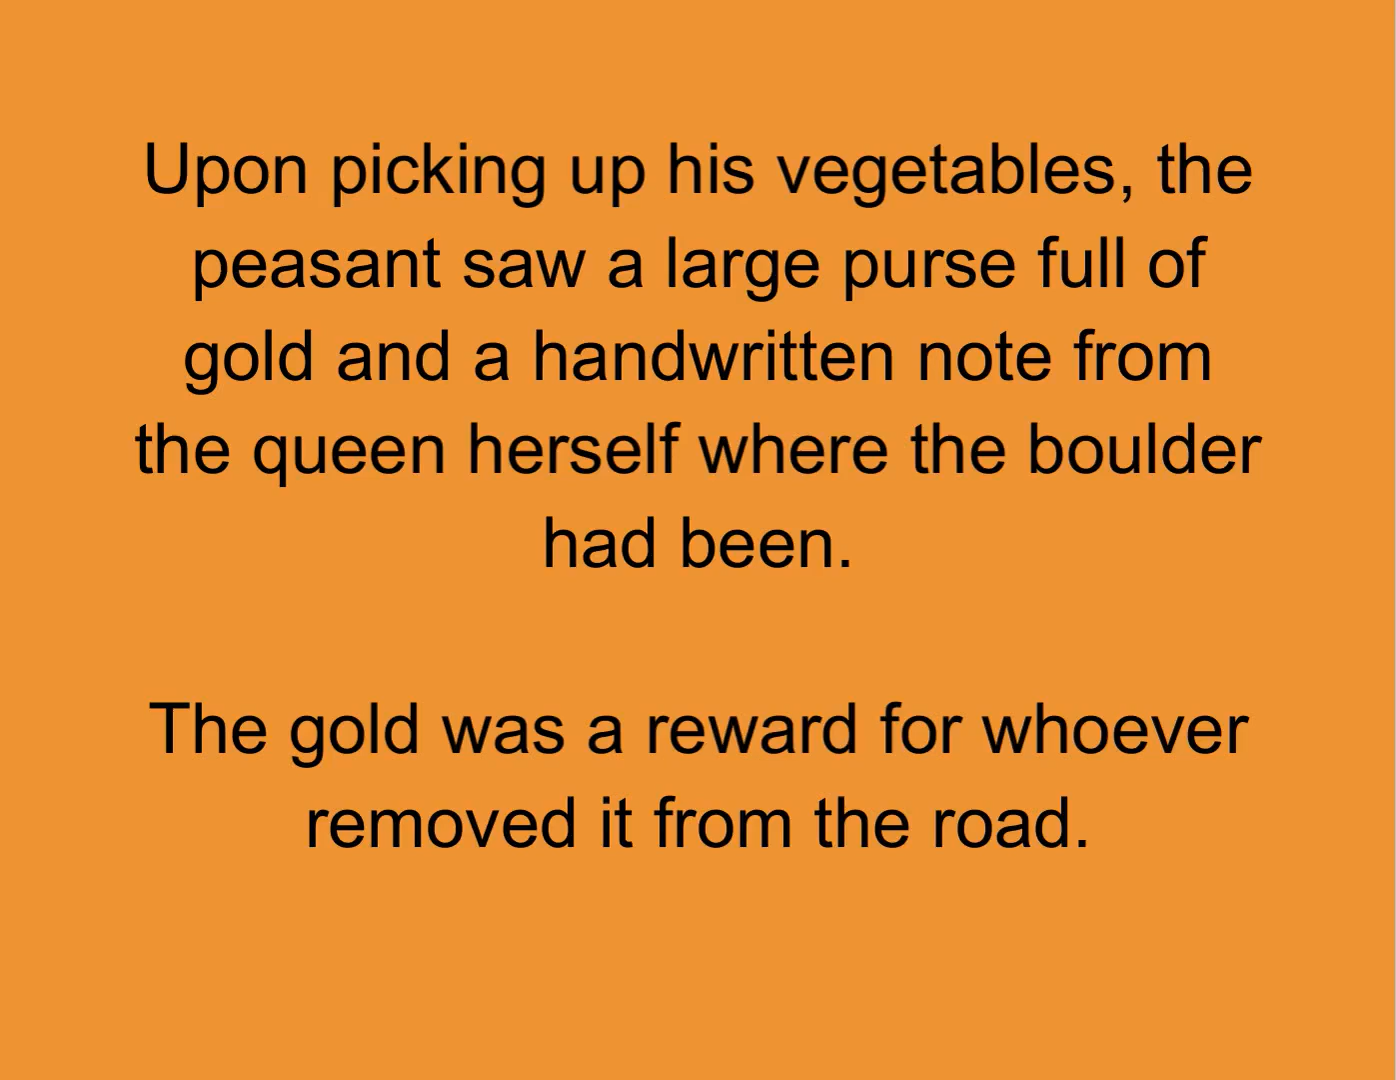 Upon picking up his vegetables, the
peasant saw a large purse full of
gold and a handwritten note from
the queen herself where the boulder
had been.
The gold was a reward for whoever
removed it from the road.